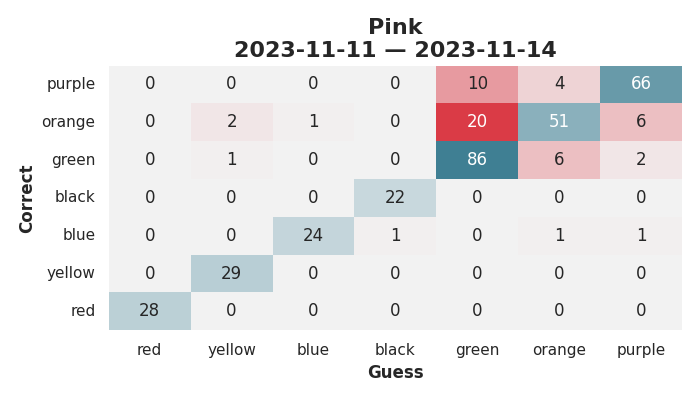 Pink
2023-11-11 — 2023-11-14
Correct
purple 0 0 0 0 10 4 66
orange 0 2 1 0 20 51 6
green 0 1 0 0 86 6 2
black 0 0 0 22 0 0 0
blue 0 0 24 1 0 1 1
yellow 0 29 0 0 0 0 0
red 28 0 0 0 0 0 0
red yellow blue black green orange purple
Guess